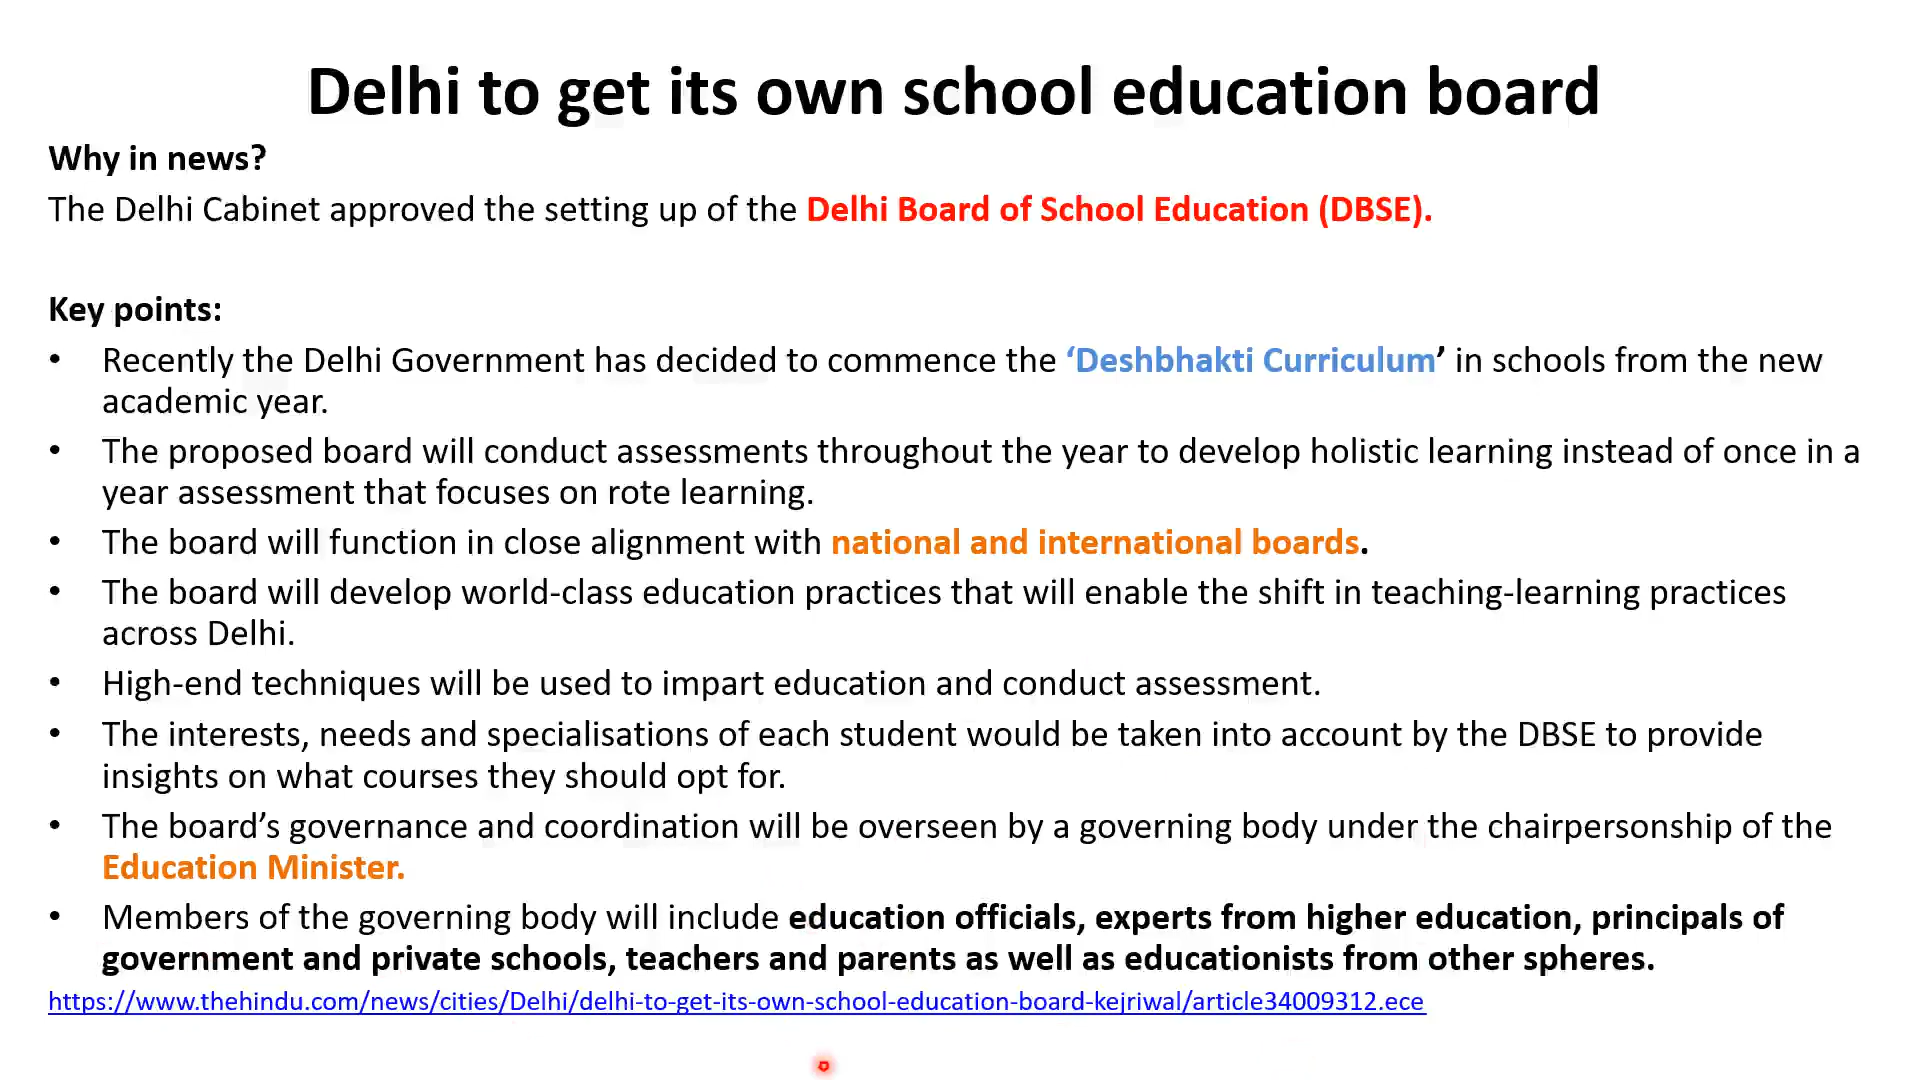 Delhi to get its own school education board
Why in news?
The Delhi Cabinet approved the setting up of the Delhi Board of School Education (DBSE).
Key points:
• Recently the Delhi Government has decided to commence the ‘Deshbhakti Curriculum’ in schools from the new
academic year.
• The proposed board will conduct assessments throughout the year to develop holistic learning instead of once in a
year assessment that focuses on rote learning.
• The board will function in close alignment with national and international boards.
• The board will develop world-class education practices that will enable the shift in teaching-learning practices
across Delhi.
• High-end techniques will be used to impart education and conduct assessment.
• The interests, needs and specialisations of each student would be taken into account by the DBSE to provide
insights on what courses they should opt for.
• The board’s governance and coordination will be overseen by a governing body under the chairpersonship of the
Education Minister.
• Members of the governing body will include education officials, experts from higher education, principals of
government and private schools, teachers and parents as well as educationists from other spheres.
https://www.thehindu.com/news/cities/Delhi/delhi-to-get-its-own-school-education-board-kejriwal/article34009312.ece